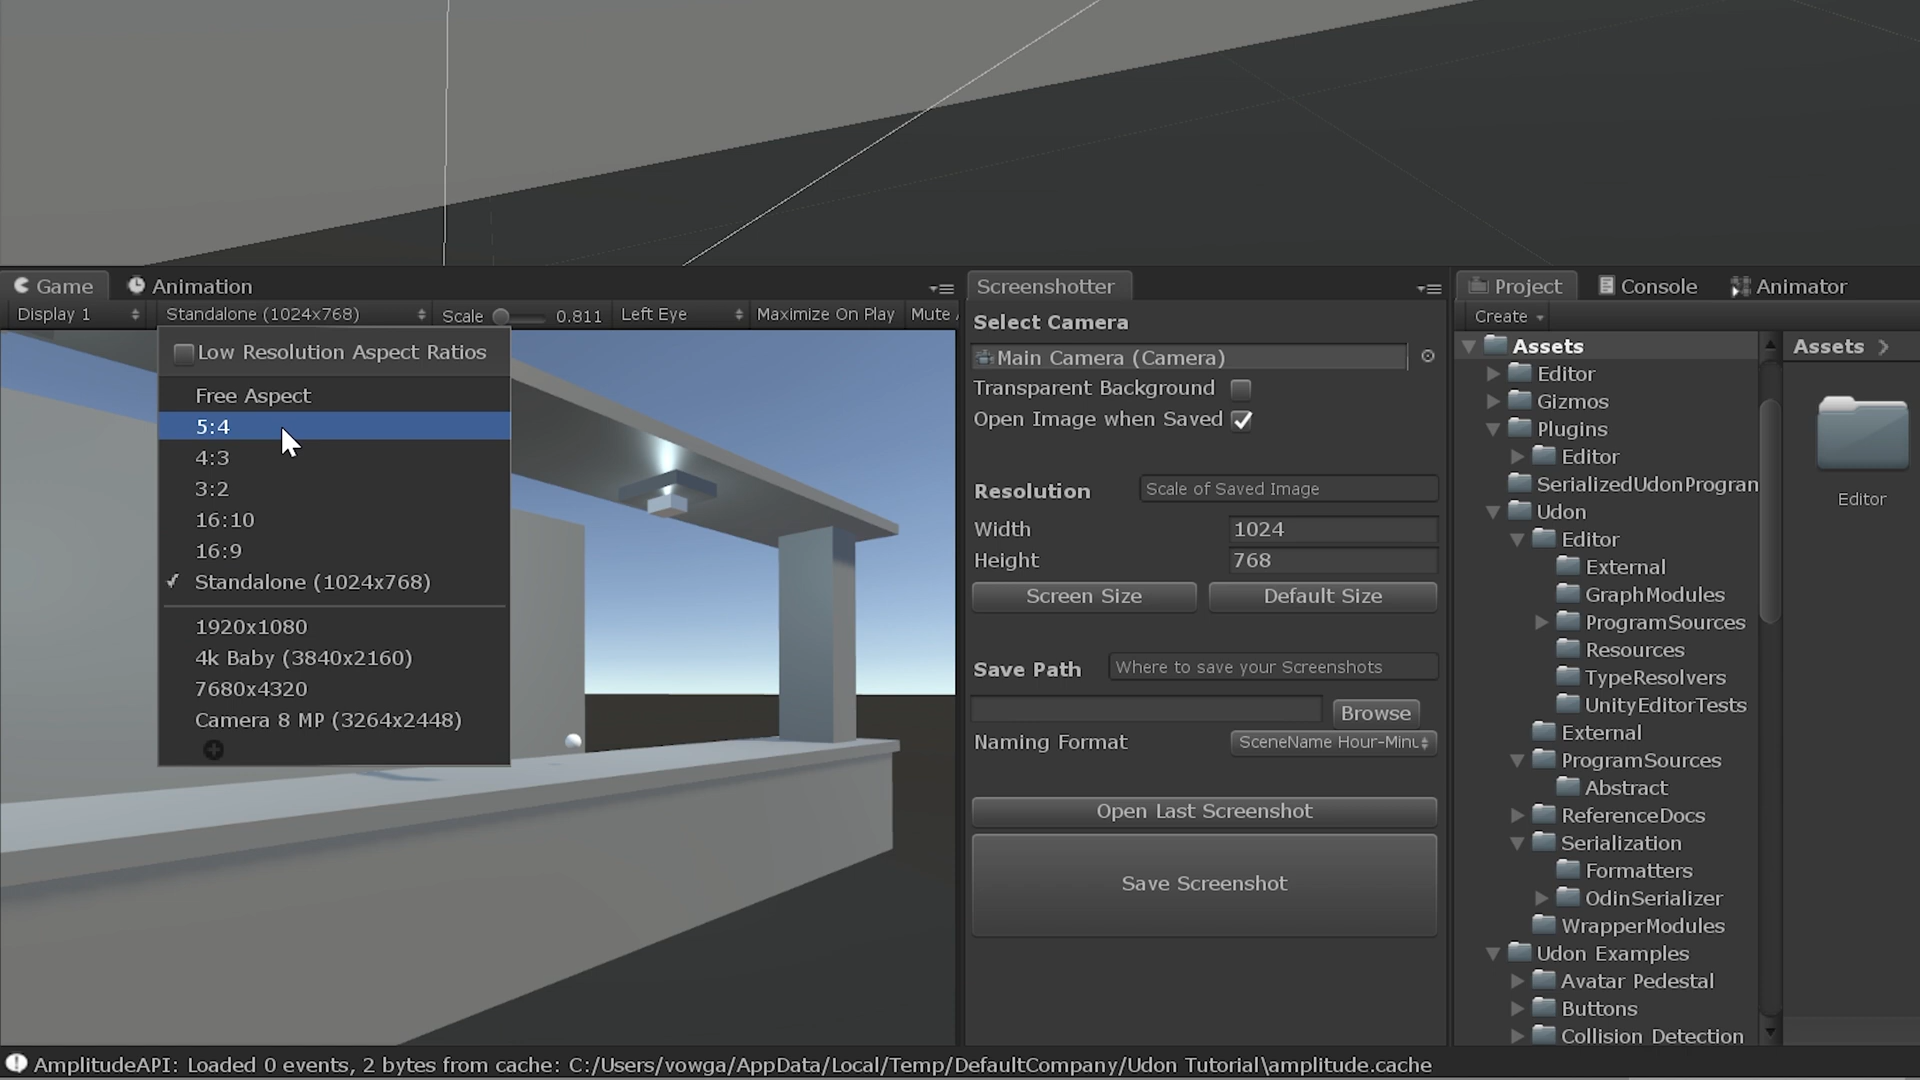 Game
Animation
Display 1
Standalone (1024x768)
Scale
0.811
Left Eye
Maximize On Play
Mute
Low Resolution Aspect Ratios
Free Aspect
5:4
4:3
3:2
16:10
16:9
Standalone (1024x768)
1920x1080
4k Baby (3840x2160)
7680x4320
Camera 8 MP (3264x2448)
Screenshotter
Select Camera
Main Camera (Camera)
Transparent Background
Open Image when Saved
Resolution
Scale of Saved Image
Width
1024
Height
768
Screen Size
Default Size
Save Path
Where to save your Screenshots
Browse
Naming Format
SceneName Hour-Minu
Open Last Screenshot
Save Screenshot
Project
Console
Animator
Create
Assets
Editor
Gizmos
Plugins
Editor
SerializedUdonProgran
Udon
Editor
External
GraphModules
ProgramSources
Resources
TypeResolvers
UnityEditorTests
External
ProgramSources
Abstract
ReferenceDocs
Serialization
Formatters
OdinSerializer
WrapperModules
Udon Examples
Avatar Pedestal
Buttons
Collision Detection
Assets
Editor
AmplitudeAPI: Loaded 0 events, 2 bytes from cache: C:/Users/vowga/AppData/Local/Temp/DefaultCompany/Udon Tutorial\amplitude.cache